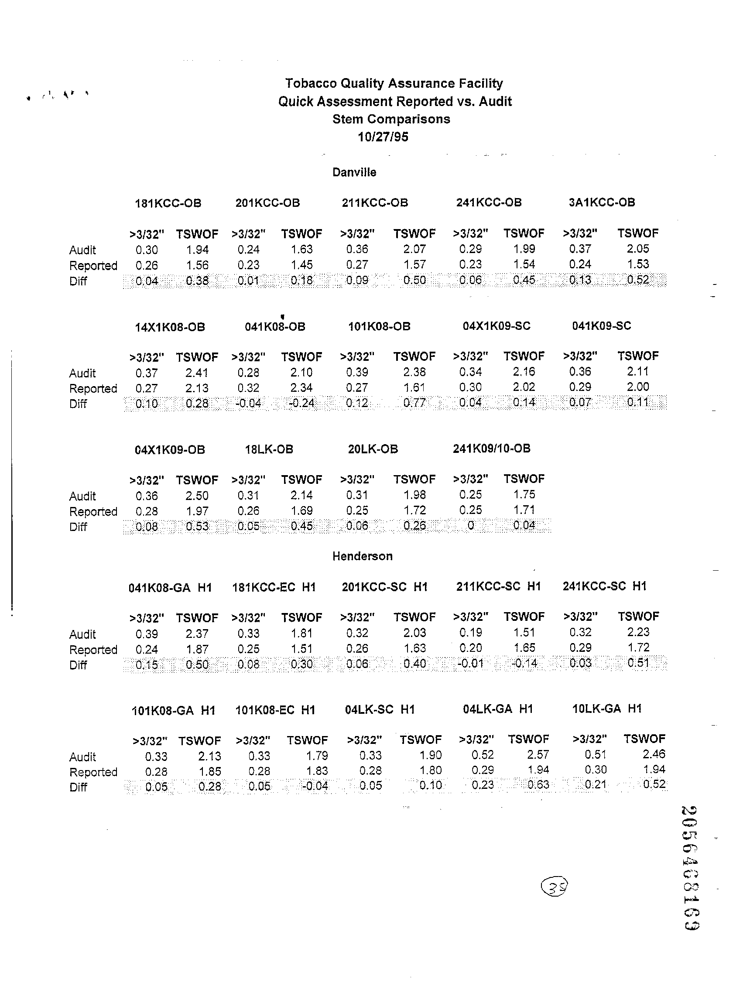 Tobacco Quality Assurance Facility
Quick Assessment Reported vs. Audit
Stem Comparisons
10/27/95
Danville
181KCC-OB 201KCC-OB 211KCC-OB 241KCC-OB 3A1KCC-OB
>3/32" TSWOF >3/32" TSWOF >3/32" TSWOF >3/32" TSWOF >3/32" TSWOF
Audit 0.30 1.94 0.24 1.63 0.36 2.07 0.29 1.99 0.37 2.05
Reported 0.26 1.56 0.23 1.45 0.27 1.57 0.23 1.54 0.24 1.53
Diff 0.04 0.38 0.01 0.18 0.09 0.50 0.06 0.45 0.13 0.52
14X1K08-OB 041K08-OB 101K08-OB 04X1K09-SC 041K09-SC
>3/32" TSWOF >3/32" TSWOF >3/32" TSWOF >3/32" TSWOF >3/32" TSWOF
Audit 0.37 2.41 0.28 2.10 0.39 2.38 0.34 2.16 0.36 2.11
Reported 0.27 2.13 0.32 2.34 0.27 1.61 0.30 2.02 0.29 2.00
Diff 0.10 0.28 -0.04 -0.24 0.12 0.77 0.04 0.14 0.07 0.11
04X1K09-OB 18LK-OB 20LK-OB 241K09/10-OB
>3/32" TSWOF >3/32" TSWOF >3/32" TSWOF >3/32" TSWOF
Audit 0.36 2.50 0.31 2.14 0.31 1.98 0.25 1.75
Reported 0.28 1.97 0.26 1.69 0.25 1.72 0.25 1.71
Diff 0.08 0.53 0.05 0.45 0.06 0.26 0 0.04
Henderson
041K08-GA H1 181KCC-EC H1 201KCC-SC H1 211KCC-SC H1 241KCC-SC H1
>3/32" TSWOF >3/32" TSWOF >3/32" TSWOF >3/32" TSWOF >3/32" TSWOF
Audit 0.39 2.37 0.33 1.81 0.32 2.03 0.19 1.51 0.32 2.23
Reported 0.24 1.87 0.25 1.51 0.26 1.63 0.20 1.65 0.29 1.72
Diff 0.15 0.50 0.08 0.30 0.06 0.40 -0.01 -0.14 0.03 0.51
101K08-GA H1 101K08-EC H1 04LK-SC H1 04LK-GA H1 10LK-GA H1
>3/32" TSWOF >3/32" TSWOF >3/32" TSWOF >3/32" TSWOF >3/32" TSWOF
Audit 0.33 2.13 0.33 1.79 0.33 1.90 0.52 2.57 0.51 2.46
Reported 0.28 1.85 0.28 1.83 0.28 1.80 0.29 1.94 0.30 1.94
Diff 0.05 0.28 0.05 -0.04 0.05 0.10 0.23 0.63 0.21 0.52
2056468169